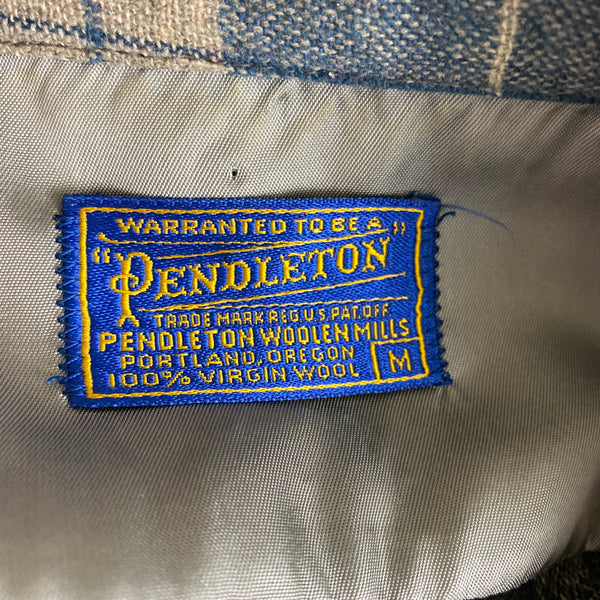 WARRANTED TO BE A"
"PENDLETON
TRADE MARK REG.U.S.PAT.OFF.
PENDLETON WOOLEN MILLS
PORTLAND, OREGON
100% VIRGIN WOOL M